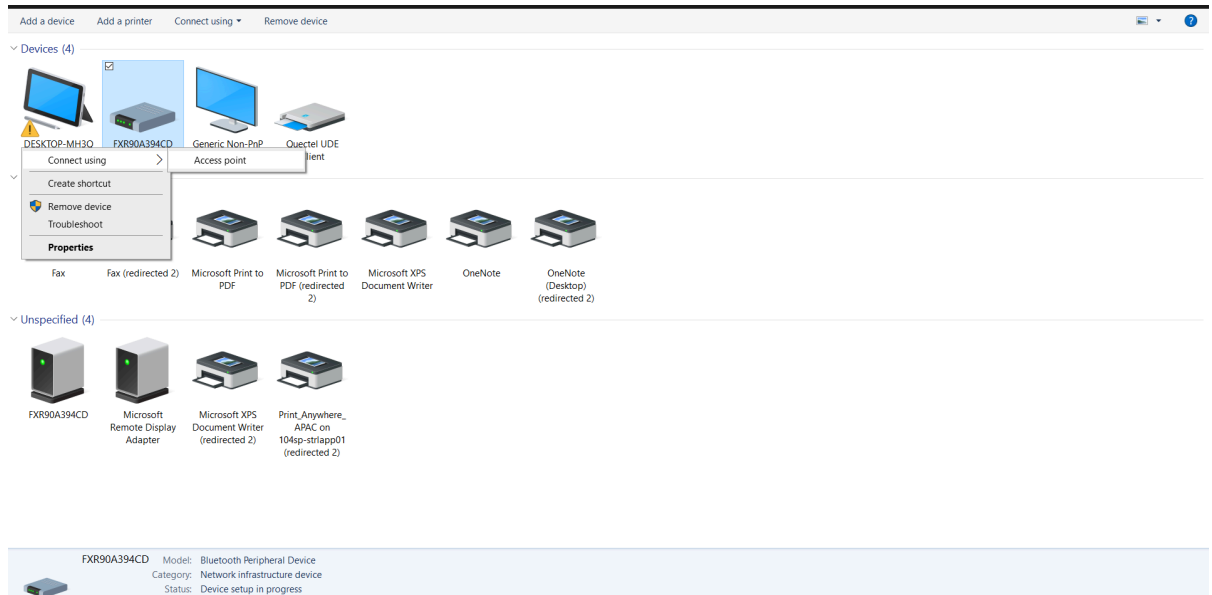 Add a device Add a printer Connect using Remove device
Devices (4)
DESKTOP-MH3O FXR90A394CD Generic Non-PnP Quectel UDE
lient
Connect using Access point
Create shortcut
Remove device
Troubleshoot
Properties
Fax Fax (redirected 2) Microsoft Print to Microsoft Print to Microsoft XPS OneNote OneNote
PDF PDF (redirected Document Writer (Desktop)
2) (redirected 2)
Unspecified (4)
FXR90A394CD Microsoft Microsoft XPS Print_Anywhere_
Remote Display Document Writer APAC on
Adapter (redirected 2) 104sp-strlapp01
(redirected 2)
FXR90A394CD Model: Bluetooth Peripheral Device
Category: Network infrastructure device
Status: Device setup in progress